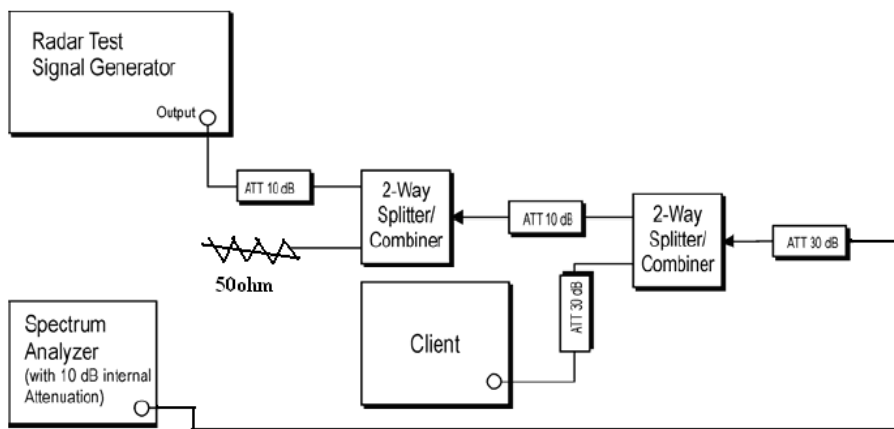 Radar Test
Signal Generator
Output
ATT 10 dB
2-Way
Splitter/
Combiner
ATT 10 dB
2-Way
Splitter/
Combiner
ATT 30 dB
50ohm
ATT 30 dB
Client
Spectrum
Analyzer
(with 10 dB internal
Attenuation)